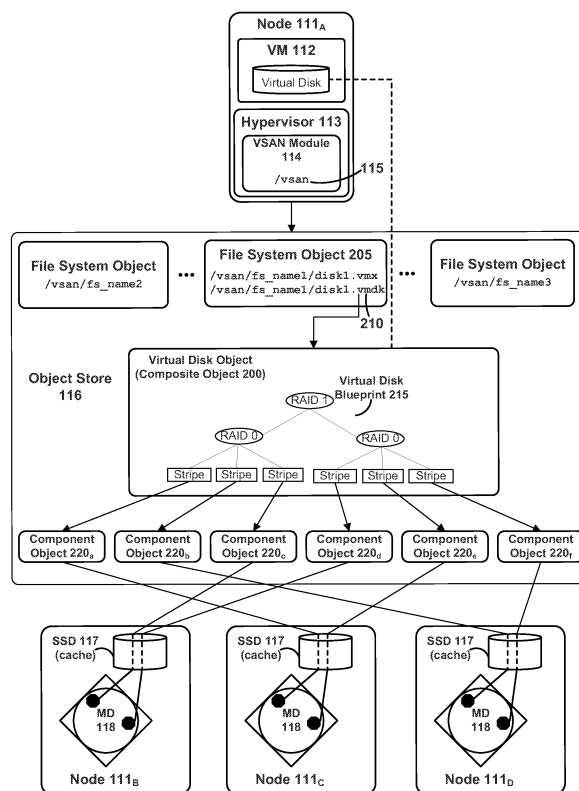 Node 111A
VM 112
Virtual Disk
Hypervisor 113
VSAN Module
114
/vsan
115
File System Object
/vsan/fs_name2
•••
File System Object 205
/vsan/fs_name1/disk1.vmx
/vsan/fs_name1/disk1.vmdk
•••
File System Object
/vsan/fs_name3
210
Object Store
116
Virtual Disk Object
(Composite Object 200)
Virtual Disk
Blueprint 215
RAID 1
RAID 0
RAID 0
Stripe
Stripe
Stripe
Stripe
Stripe
Stripe
Component
Object 220a
Component
Object 220b
Component
Object 220c
Component
Object 220d
Component
Object 220e
Component
Object 220f
SSD 117
(cache)
MD
118
Node 111B
SSD 117
(cache)
MD
118
Node 111C
SSD 117
(cache)
MD
118
Node 111D